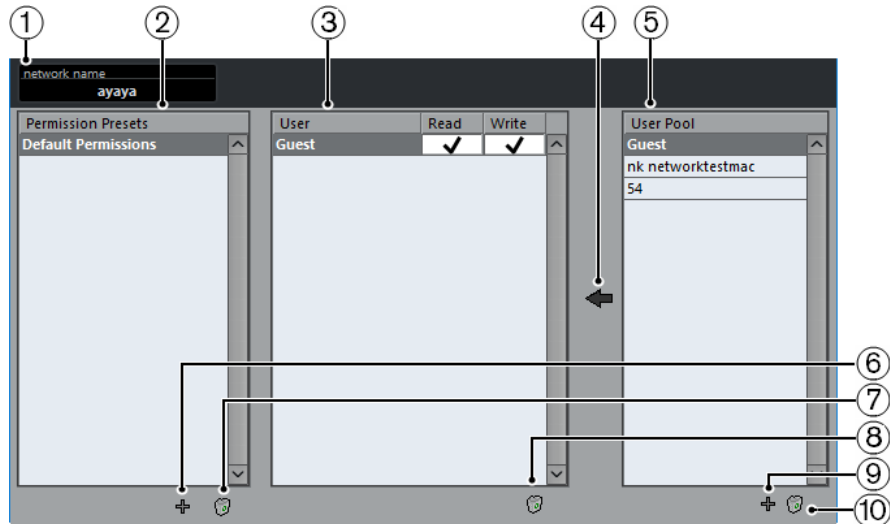 1 2 3 4 5
network name
ayaya
Permission Presets User Read Write User Pool
Default Permissions Guest Guest
nk networktestmac
54
6
7
8
9
10